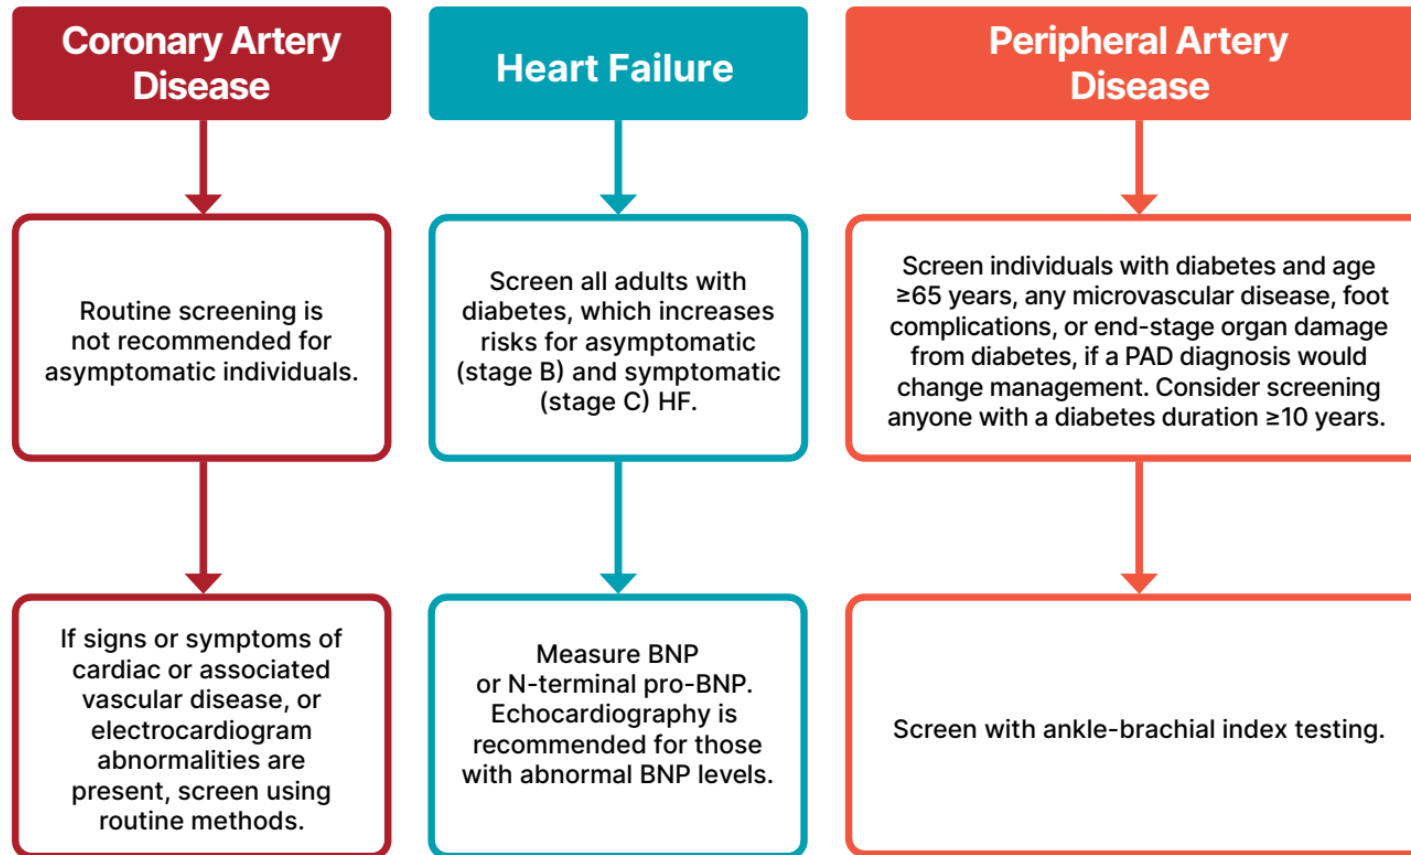 Coronary Artery
Disease
Routine screening is
not recommended for
asymptomatic individuals.
If signs or symptoms of
cardiac or associated
vascular disease, or
electrocardiogram
abnormalities are
present, screen using
routine methods.
Heart Failure
Screen all adults with
diabetes, which increases
risks for asymptomatic
(stage B) and symptomatic
(stage C) HF.
Measure BNP
or N-terminal pro-BNP.
Echocardiography is
recommended for those
with abnormal BNP levels.
Peripheral Artery
Disease
Screen individuals with diabetes and age
≥65 years, any microvascular disease, foot
complications, or end-stage organ damage
from diabetes, if a PAD diagnosis would
change management. Consider screening
anyone with a diabetes duration ≥10 years.
Screen with ankle-brachial index testing.